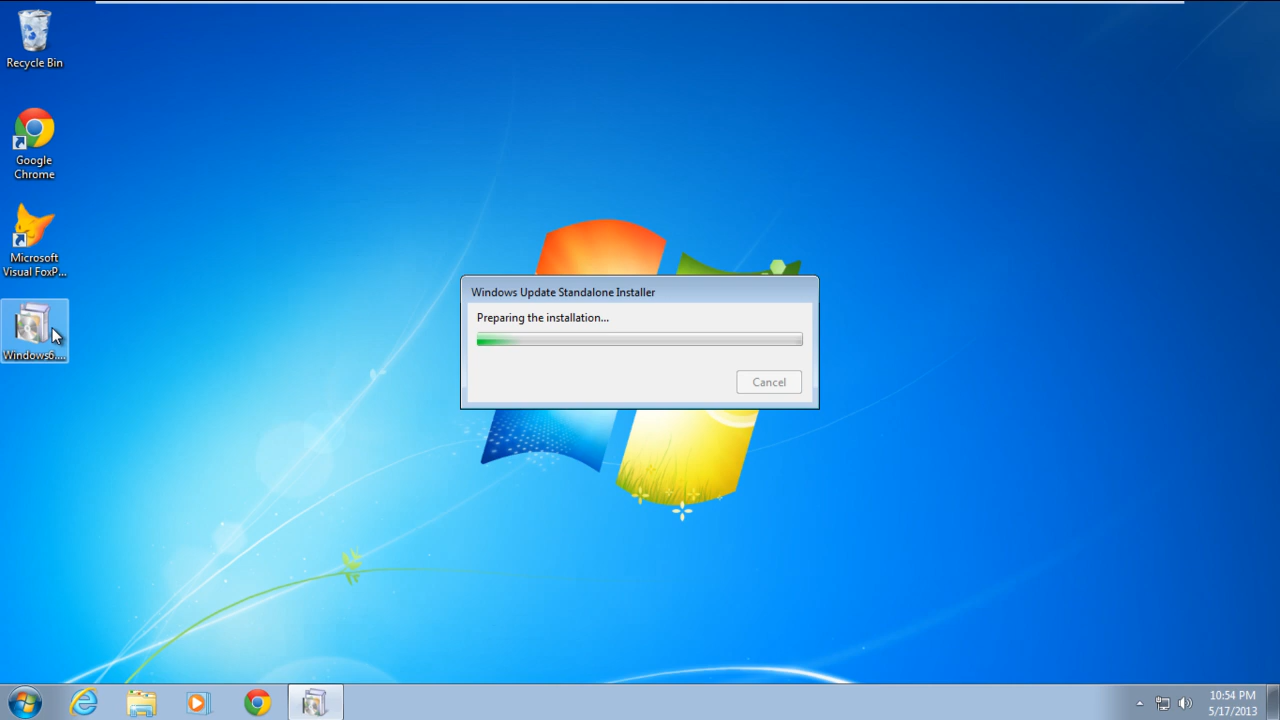 Recycle Bin
Google
Chrome
Microsoft
Visual FoxP...
Windows6....
Windows Update Standalone Installer
Preparing the installation...
Cancel
10:54 PM
5/17/2013